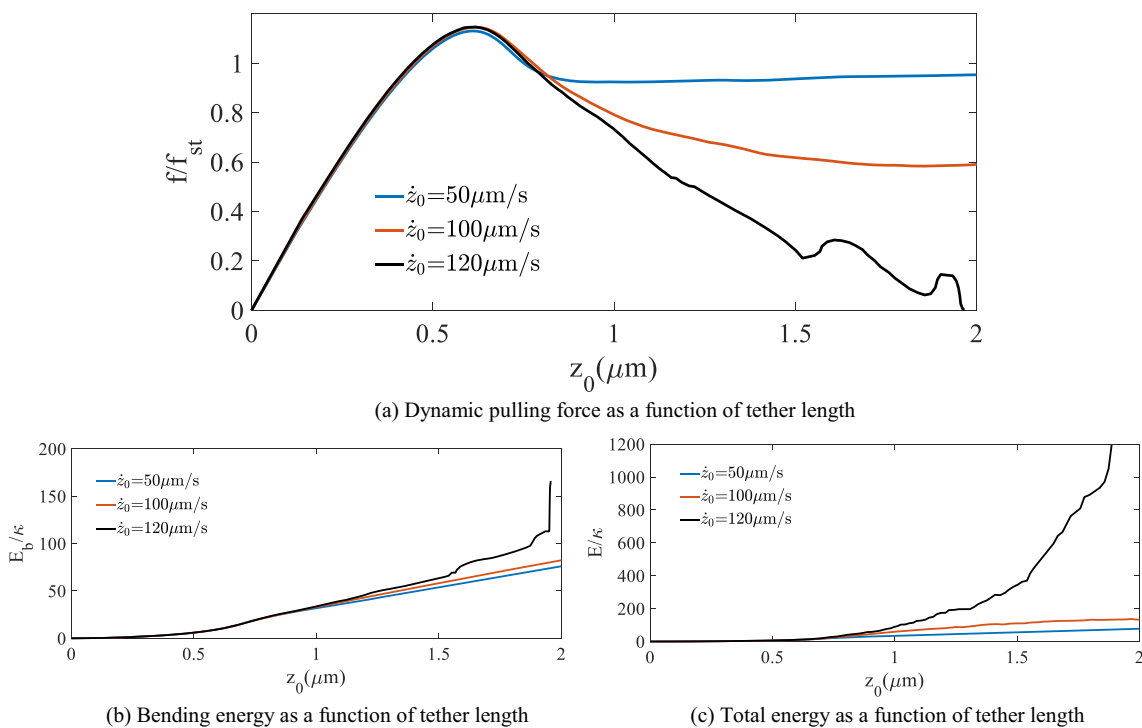 f/f_st
1
0.8
0.6
0.4
0.2
0
ż₀=50μm/s
ż₀=100μm/s
ż₀=120μm/s
0 0.5 1 1.5 2
z₀(μm)
(a) Dynamic pulling force as a function of tether length
E_b/κ
200
150
100
50
0
ż₀=50μm/s
ż₀=100μm/s
ż₀=120μm/s
0 0.5 1 1.5 2
z₀(μm)
(b) Bending energy as a function of tether length
E/κ
1200
1000
800
600
400
200
0
ż₀=50μm/s
ż₀=100μm/s
ż₀=120μm/s
0 0.5 1 1.5 2
z₀(μm)
(c) Total energy as a function of tether length